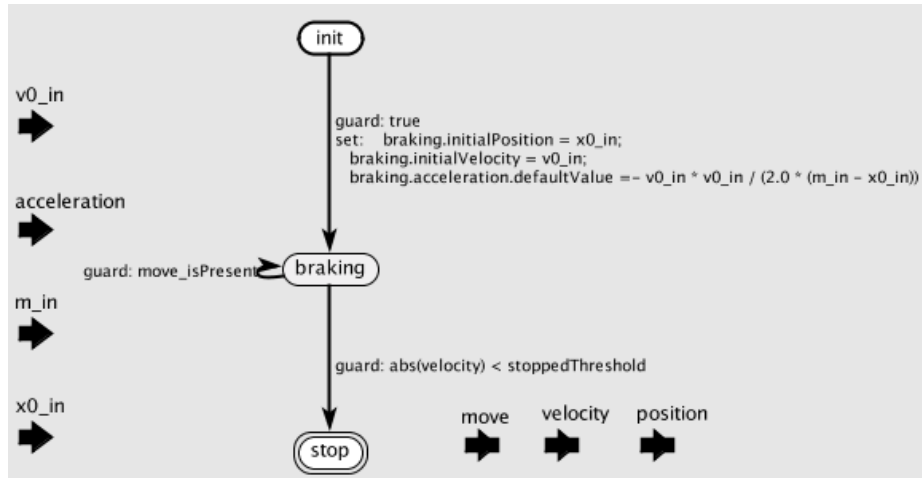 init
v0_in
guard: true
set:    braking.initialPosition = x0_in;
braking.initialVelocity = v0_in;
braking.acceleration.defaultValue =- v0_in * v0_in / (2.0 * (m_in - x0_in))
acceleration
guard: move_isPresent
braking
m_in
guard: abs(velocity) < stoppedThreshold
x0_in
stop
move
velocity
position